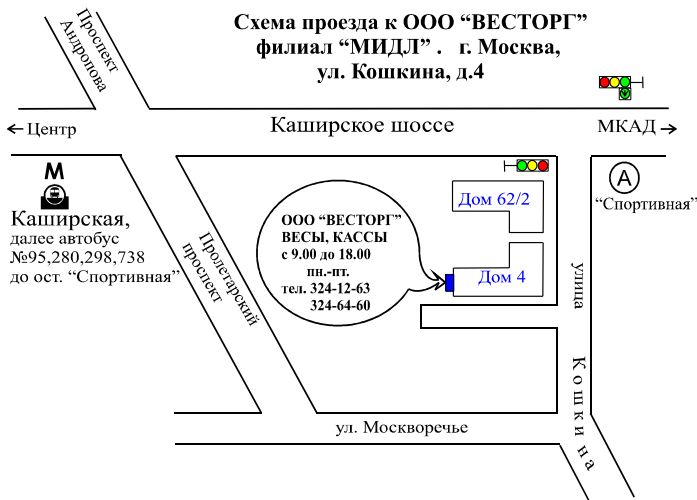 Схема проезда к ООО “ВЕСТОРГ”
филиал “МИДЛ” .   г. Москва,
ул. Кошкина, д.4
Проспект
Андропова
← Центр
Каширское шоссе
МКАД →
М
Каширская,
далее автобус
№95,280,298,738
до ост. “Спортивная”
А
“Спортивная”
Дом 62/2
ООО “ВЕСТОРГ”
ВЕСЫ, КАССЫ
с 9.00 до 18.00
пн.-пт.
тел. 324-12-63
324-64-60
Дом 4
Пролетарский
проспект
улица Кошкина
ул. Москворечье